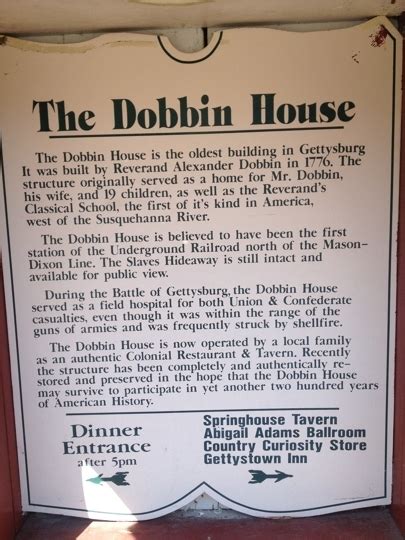 The Dobbin House
The Dobbin House is the oldest building in Gettysburg
It was built by Reverand Alexander Dobbin in 1776. The
structure originally served as a home for Mr. Dobbin,
his wife, and 19 children, as well as the Reverand's
Classical School, the first of it's kind in America,
west of the Susquehanna River.
The Dobbin House is believed to have been the first
station of the Underground Railroad north of the Mason-
Dixon Line. The Slaves Hideaway is still intact and
available for public view.
During the Battle of Gettysburg, the Dobbin House
served as a field hospital for both Union & Confederate
casualties, even though it was within the range of the
guns of armies and was frequently struck by shellfire.
The Dobbin House is now operated by a local family
as an authentic Colonial Restaurant & Tavern. Recently
the structure has been completely and authentically re-
stored and preserved in the hope that the Dobbin House
may survive to participate in yet another two hundred years
of American History.
Dinner
Entrance
after 5pm
Springhouse Tavern
Abigail Adams Ballroom
Country Curiosity Store
Gettystown Inn